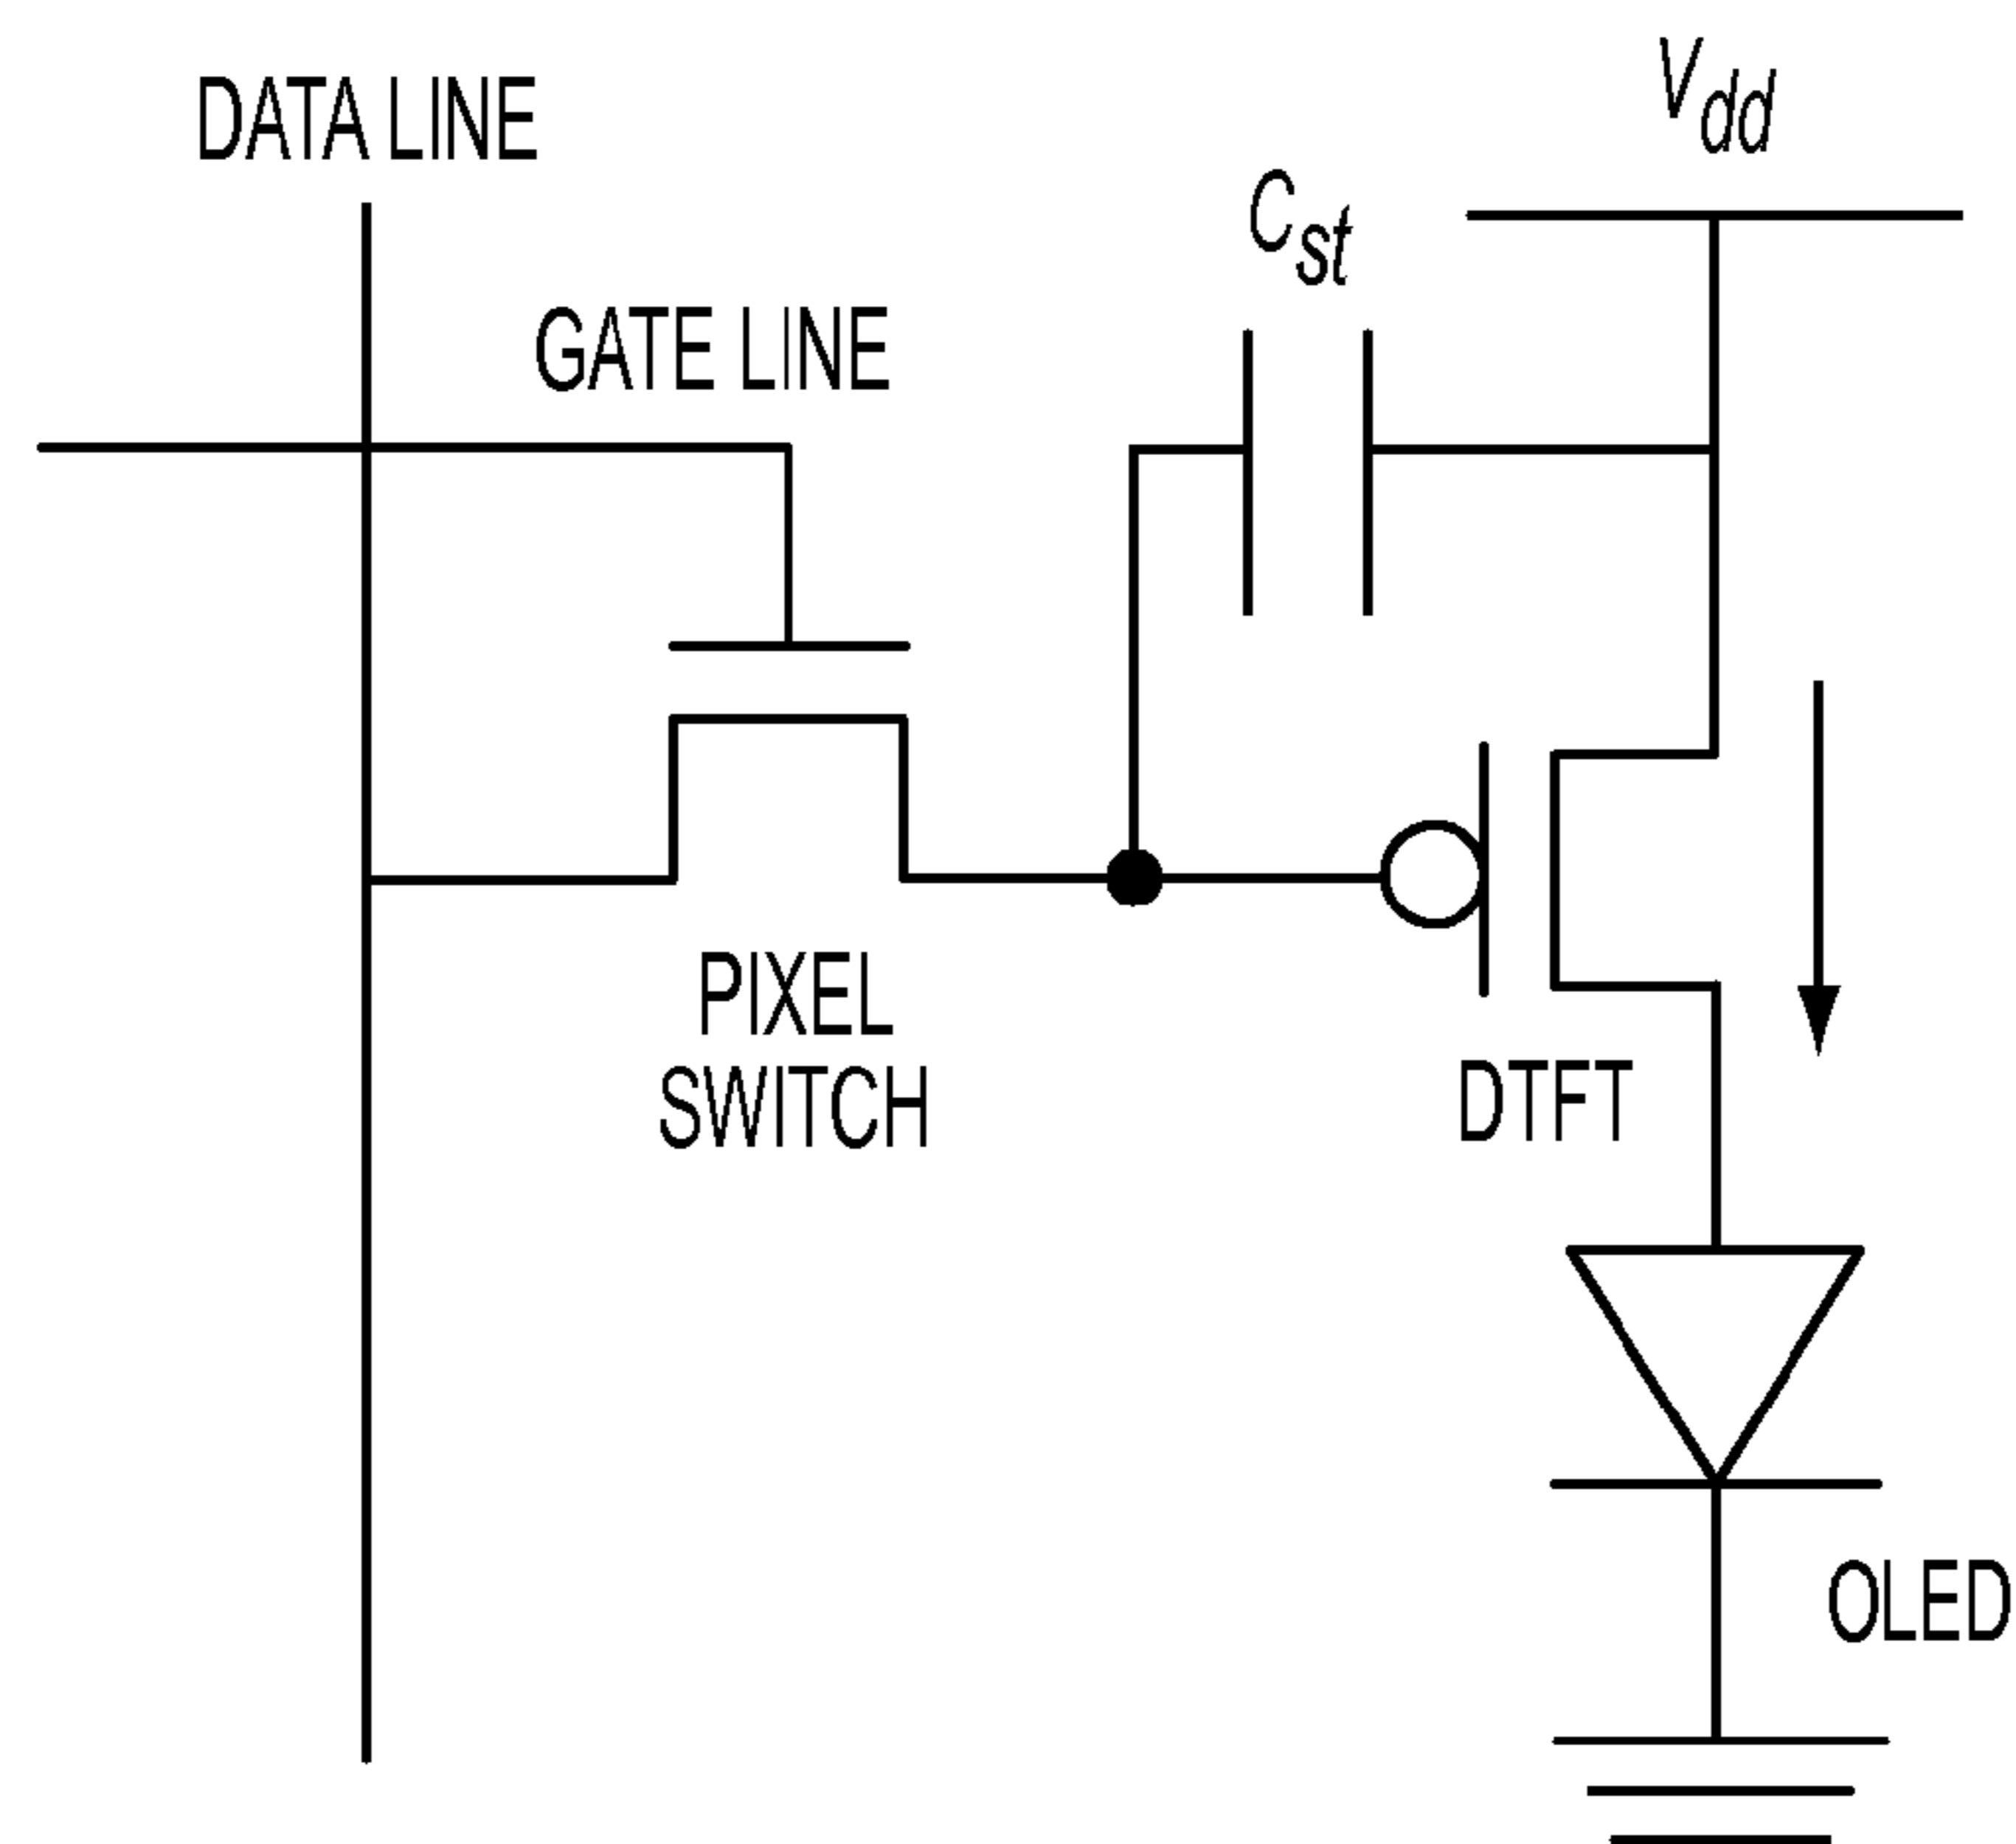 DATA LINE
V_dd
C_st
GATE LINE
PIXEL
SWITCH
DTFT
OLED